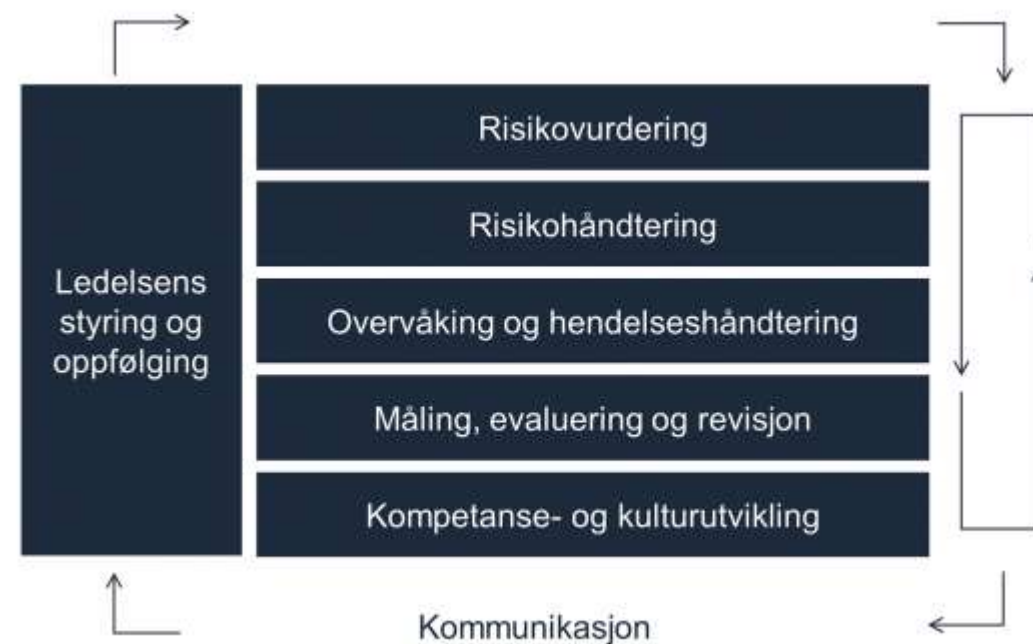 Risikovurdering
Risikohåndtering
Ledelsens
styring og
oppfølging
Overvåking og hendelseshåndtering
Måling, evaluering og revisjon
Kompetanse- og kulturutvikling
Kommunikasjon